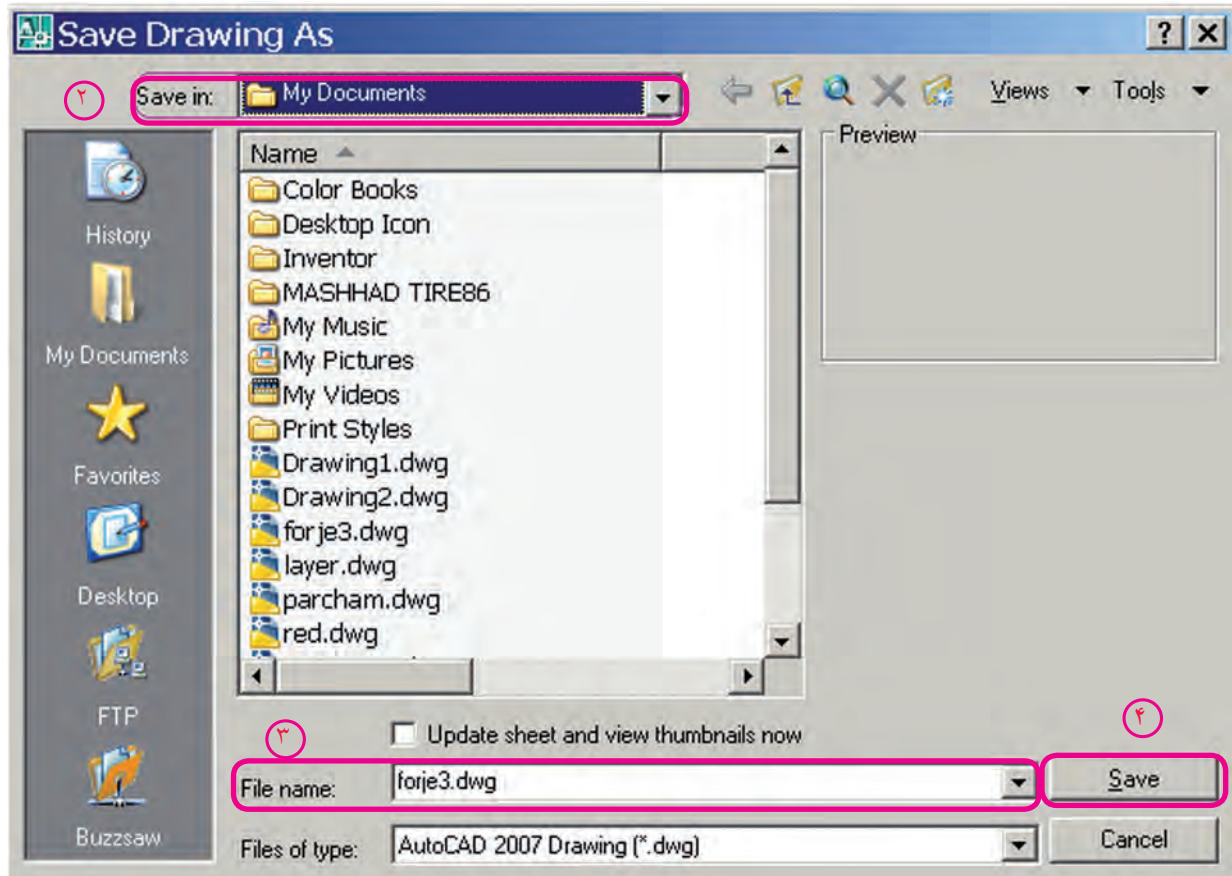 Save Drawing As
۲
Save in: My Documents
Views Tools
History
My Documents
Favorites
Desktop
FTP
Buzzsaw
Name
Color Books
Desktop Icon
Inventor
MASHHAD TIRE86
My Music
My Pictures
My Videos
Print Styles
Drawing1.dwg
Drawing2.dwg
forje3.dwg
layer.dwg
parcham.dwg
red.dwg
Preview
Update sheet and view thumbnails now
۳
File name: forje3.dwg
۴
Save
Files of type: AutoCAD 2007 Drawing (*.dwg)
Cancel